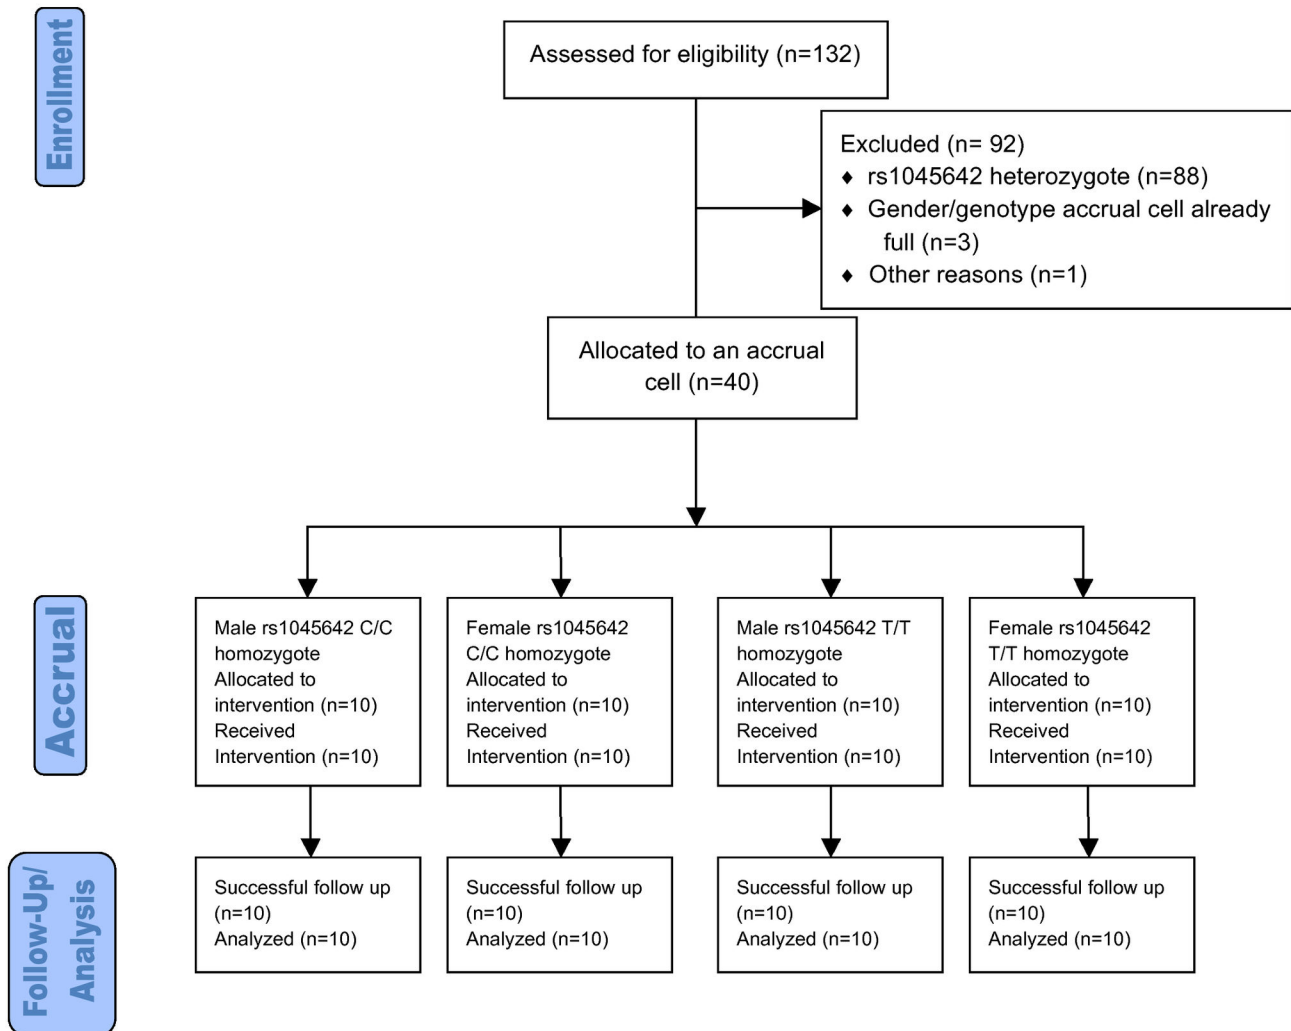 Enrollment
Assessed for eligibility (n=132)
Excluded (n= 92)
♦ rs1045642 heterozygote (n=88)
♦ Gender/genotype accrual cell already
full (n=3)
♦ Other reasons (n=1)
Allocated to an accrual
cell (n=40)
Accrual
Male rs1045642 C/C
homozygote
Allocated to
intervention (n=10)
Received
Intervention (n=10)
Female rs1045642
C/C homozygote
Allocated to
intervention (n=10)
Received
Intervention (n=10)
Male rs1045642 T/T
homozygote
Allocated to
intervention (n=10)
Received
Intervention (n=10)
Female rs1045642
T/T homozygote
Allocated to
intervention (n=10)
Received
Intervention (n=10)
Follow-Up/
Analysis
Successful follow up
(n=10)
Analyzed (n=10)
Successful follow up
(n=10)
Analyzed (n=10)
Successful follow up
(n=10)
Analyzed (n=10)
Successful follow up
(n=10)
Analyzed (n=10)